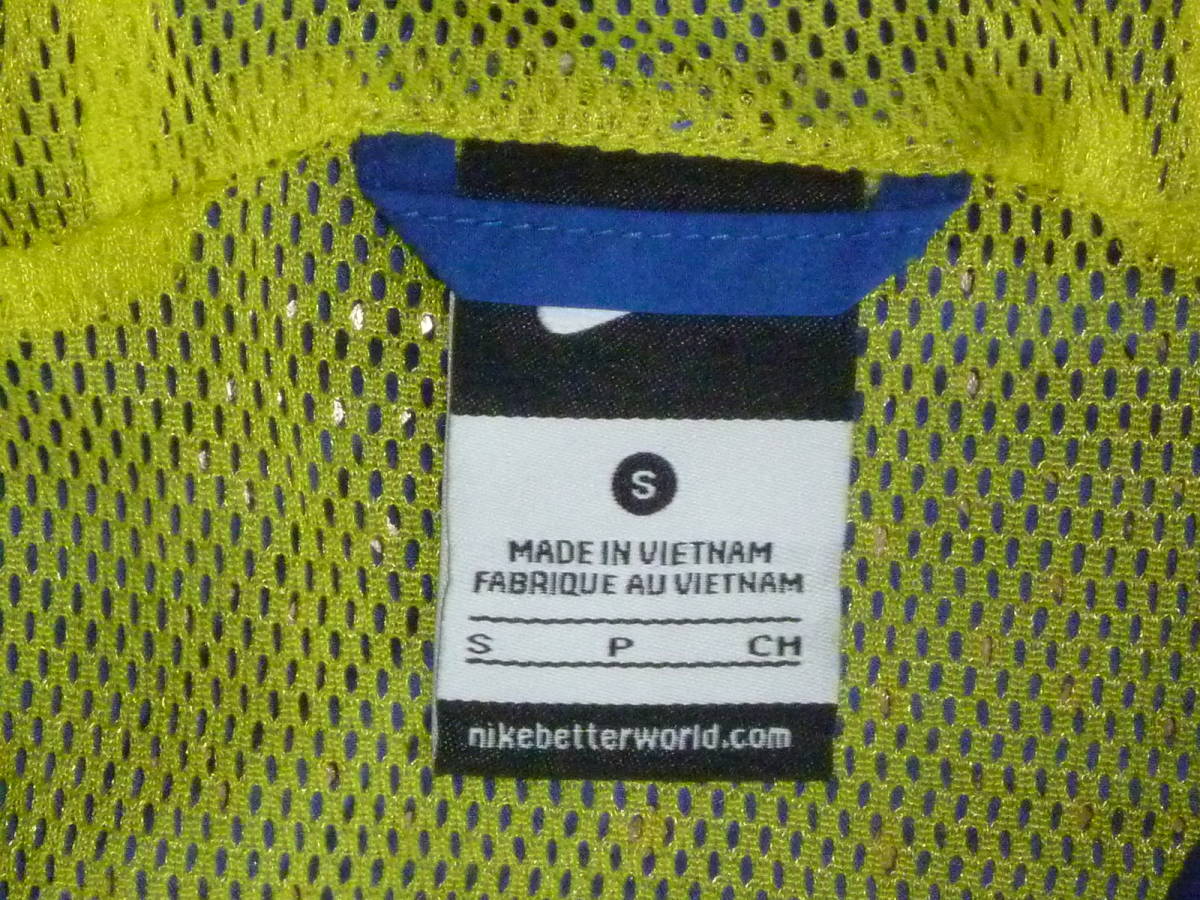 S
MADE IN VIETNAM
FABRIQUE AU VIETNAM
S P CH
nikebetterworld.com